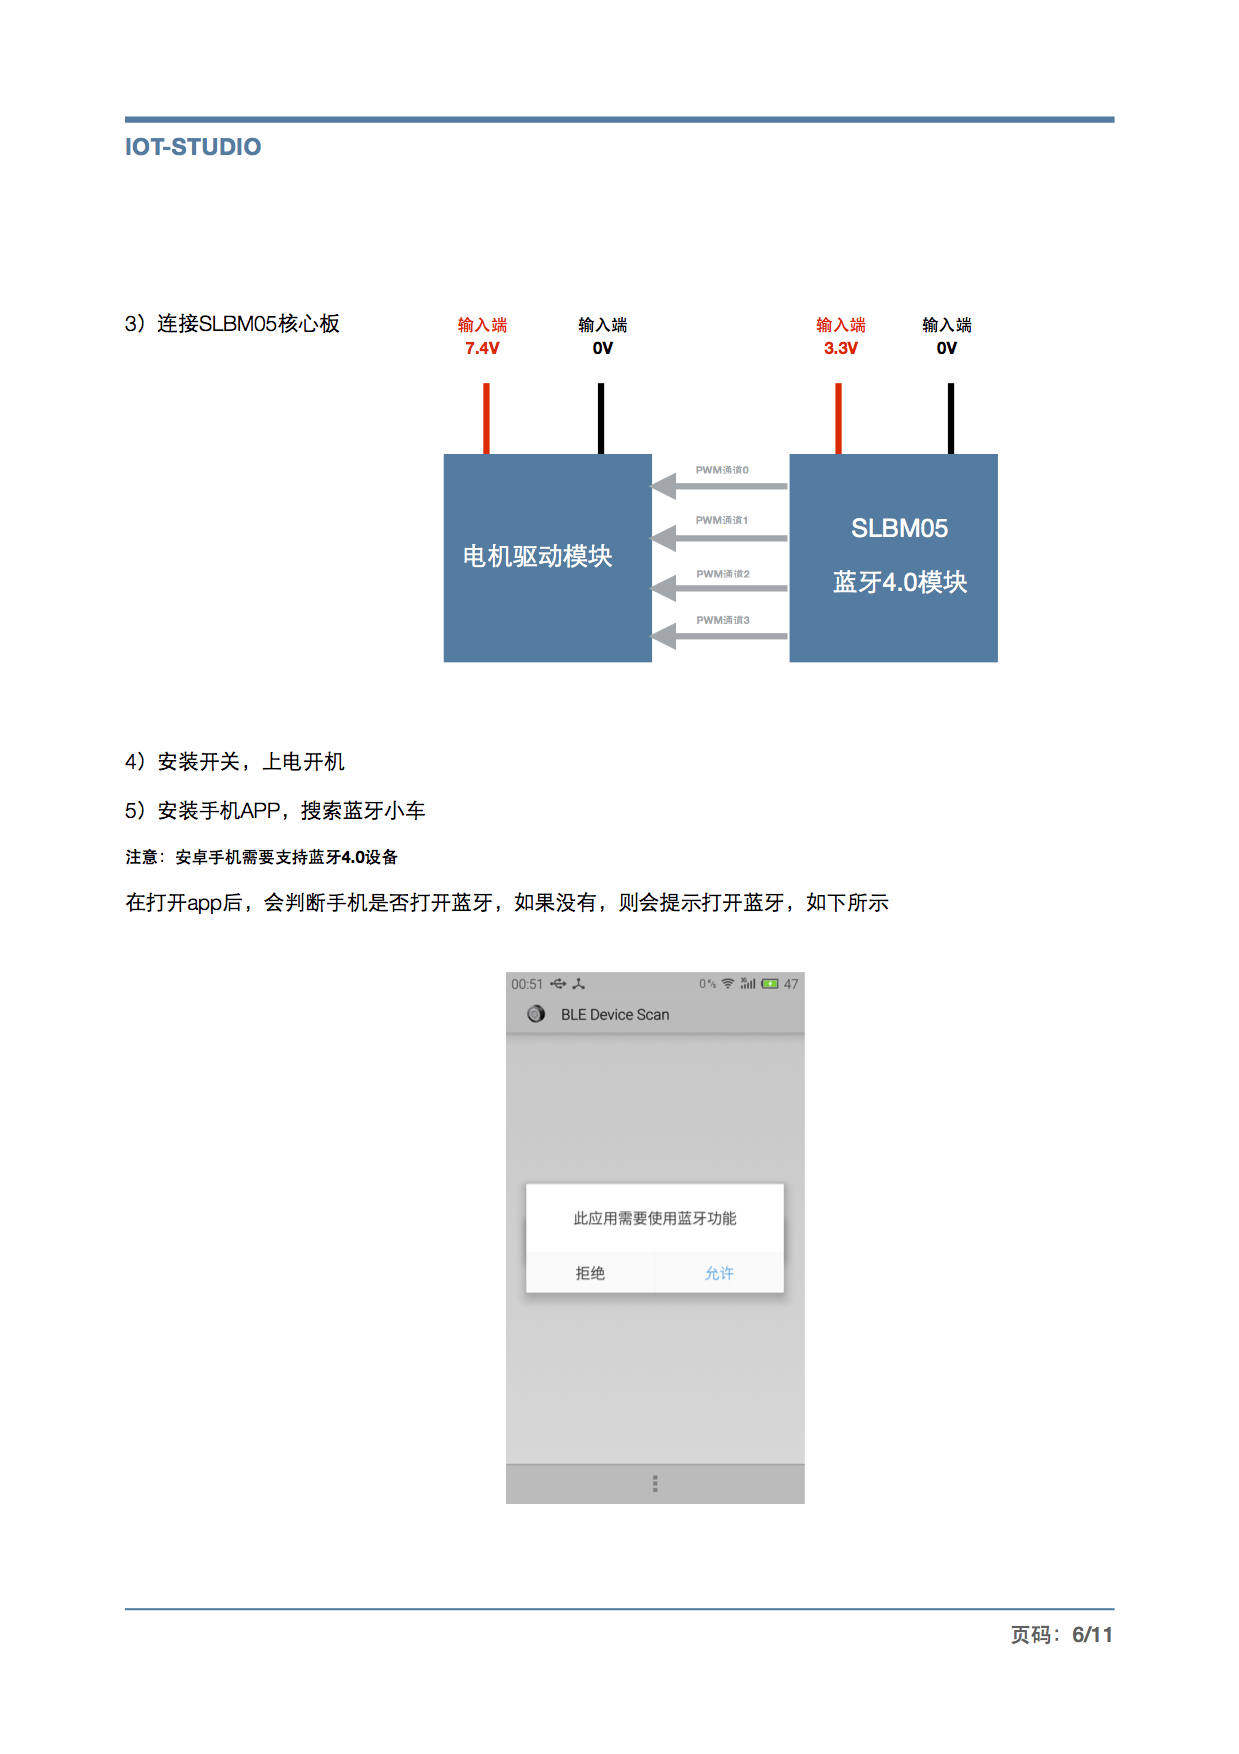 IOT-STUDIO
3）连接SLBM05核心板
输入端 输入端 输入端 输入端
7.4V 0V 3.3V 0V
PWM通道0
PWM通道1
PWM通道2
PWM通道3
电机驱动模块
SLBM05
蓝牙4.0模块
4）安装开关，上电开机
5）安装手机APP，搜索蓝牙小车
注意：安卓手机需要支持蓝牙4.0设备
在打开app后，会判断手机是否打开蓝牙，如果没有，则会提示打开蓝牙，如下所示
00:51 0% 47
BLE Device Scan
此应用需要使用蓝牙功能
拒绝 允许
页码：6/11